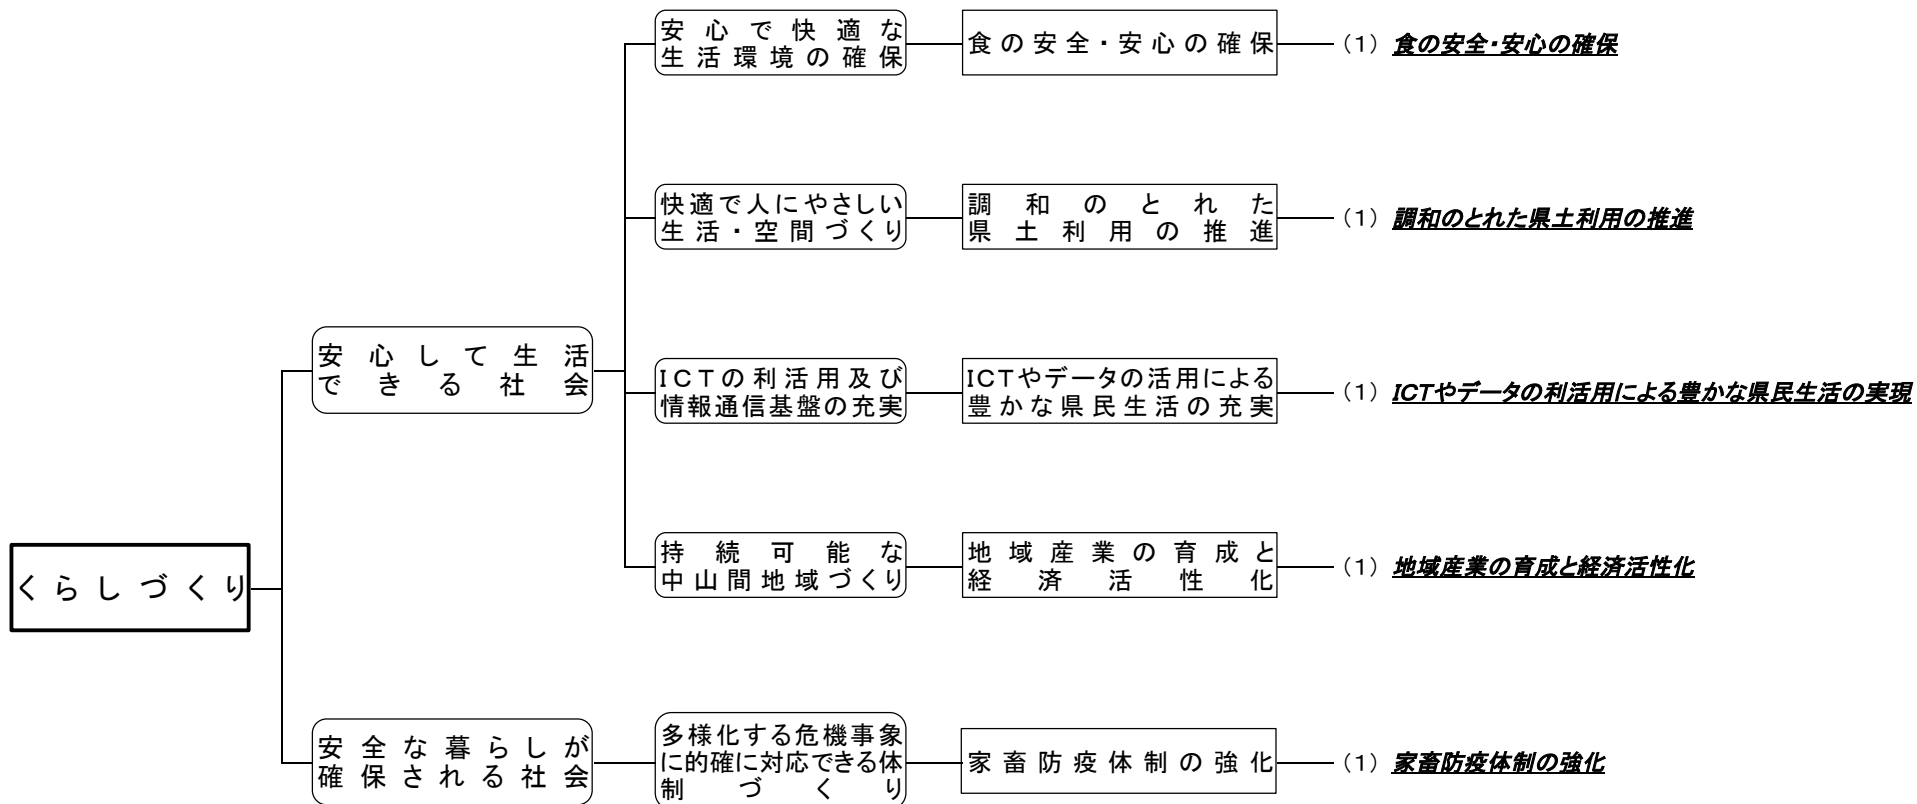 くらしづくり
安心して生活
できる社会
安心で快適な
生活環境の確保
食の安全・安心の確保
（1） 食の安全・安心の確保
快適で人にやさしい
生活・空間づくり
調和のとれた
県土利用の推進
（1） 調和のとれた県土利用の推進
ICTの利活用及び
情報通信基盤の充実
ICTやデータの活用による
豊かな県民生活の充実
（1） ICTやデータの利活用による豊かな県民生活の実現
持続可能な
中山間地域づくり
地域産業の育成と
経済活性化
（1） 地域産業の育成と経済活性化
安全な暮らしが
確保される社会
多様化する危機事象
に的確に対応できる体
制づくり
家畜防疫体制の強化
（1） 家畜防疫体制の強化